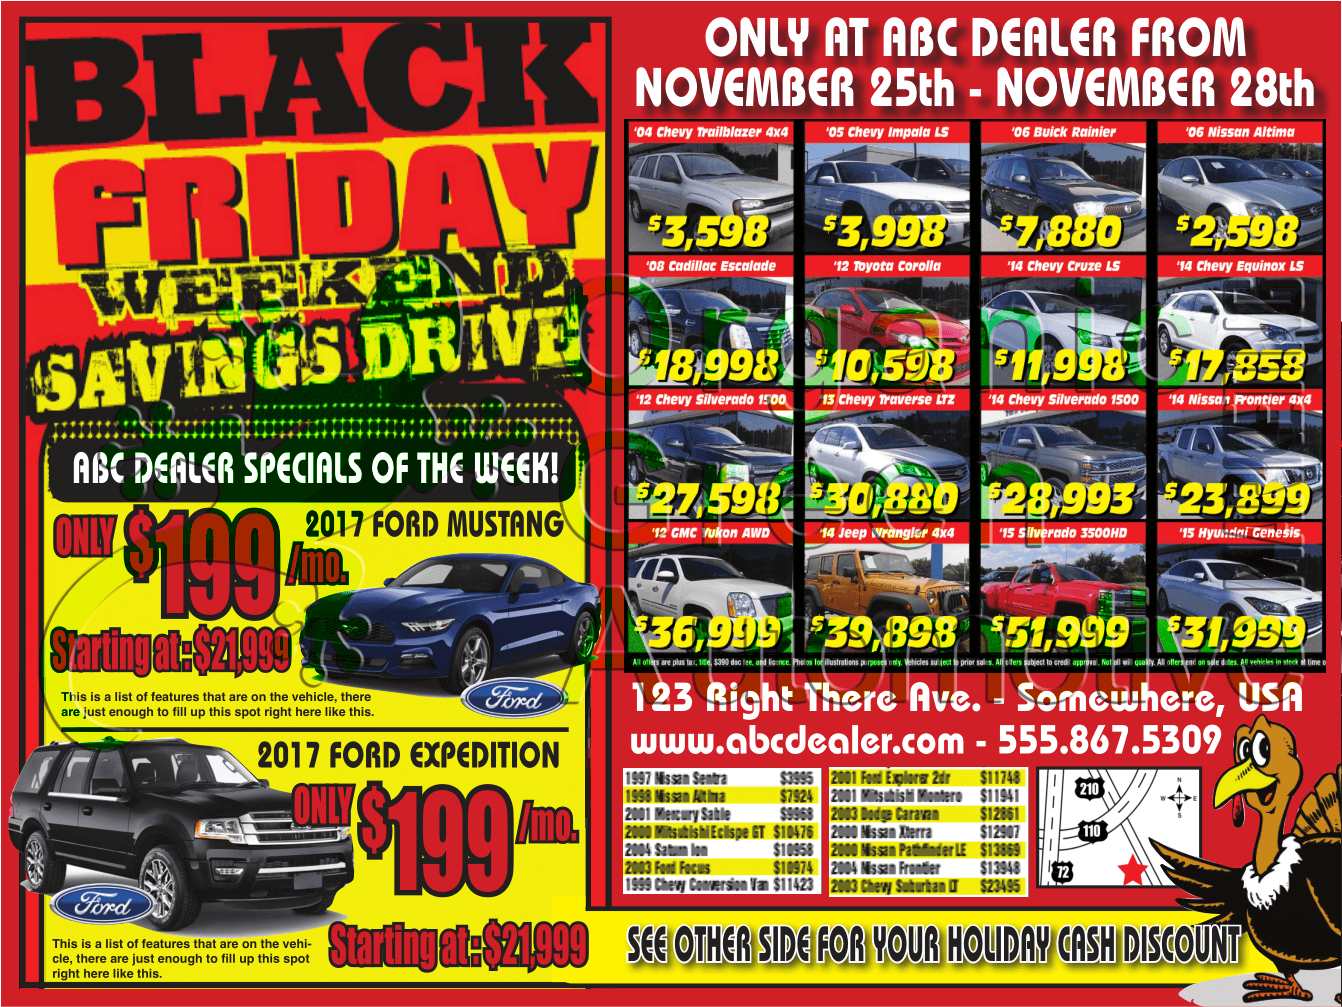 BLACK
FRIDAY
WEEKEND
SAVINGS DRIVE
ABC DEALER SPECIALS OF THE WEEK!
ONLY $199/mo.
2017 FORD MUSTANG
Starting at: $21,999
This is a list of features that are on the vehicle, there
are just enough to fill up this spot right here like this.
Ford
2017 FORD EXPEDITION
ONLY $199/mo.
Ford
This is a list of features that are on the vehi-
cle, there are just enough to fill up this spot
right here like this.
Starting at: $21,999
ONLY AT ABC DEALER FROM
NOVEMBER 25th - NOVEMBER 28th
'04 Chevy Trailblazer 4x4 '05 Chevy Impala LS '06 Buick Rainier '06 Nissan Altima
$3,598 $3,998 $7,880 $2,598
'08 Cadillac Escalade '12 Toyota Corolla '14 Chevy Cruze LS '14 Chevy Equinox LS
$18,998 $10,598 $11,998 $17,858
'12 Chevy Silverado 1500 '13 Chevy Traverse LTZ '14 Chevy Silverado 1500 '14 Nissan Frontier 4x4
$27,598 $30,880 $28,993 $23,899
'12 GMC Yukon AWD '14 Jeep Wrangler 4x4 '15 Silverado 3500HD '15 Hyundai Genesis
$36,999 $39,898 $51,999 $31,999
All offers are plus tax, title, $390 doc fee, and licence. Photos for illustrations purposes only. Vehicles subject to prior sales. All offers subject to credit approval. Not all will qualify. All offers end on sale dates. All vehicles in stock at time o
Organic
Green
Automotive
123 Right There Ave. - Somewhere, USA
www.abcdealer.com - 555.867.5309
1997 Nissan Sentra $3995
1998 Nissan Altima $7924
2001 Mercury Sable $9968
2000 Mitsubishi Eclispe GT $10476
2004 Saturn Ion $10958
2003 Ford Focus $10974
1999 Chevy Conversion Van $11423
2001 Ford Explorer 2dr $11748
2001 Mitsubishi Montero $11941
2003 Dodge Caravan $12861
2000 Nissan Xterra $12907
2000 Nissan Pathfinder LE $13869
2004 Nissan Frontier $13948
2003 Chevy Suburban LT $23495
210
110
72
N
W E
S
SEE OTHER SIDE FOR YOUR HOLIDAY CASH DISCOUNT